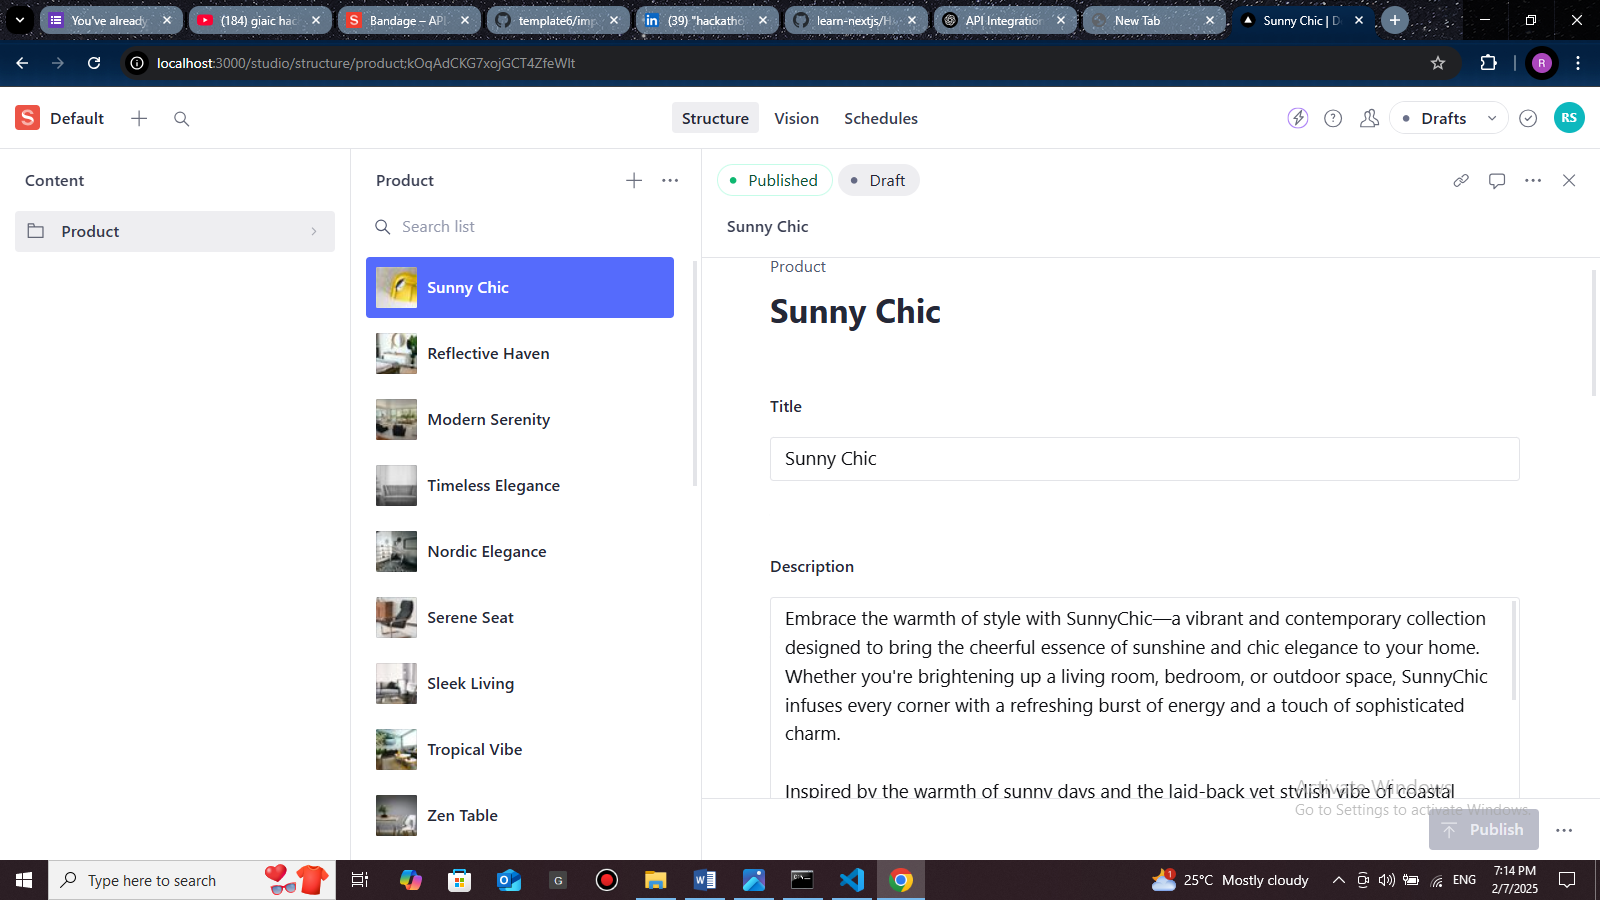 You've already
(184) giaic hac
Bandage – API
template6/imp
(39) "hackatho
learn-nextjs/Ha
API Integration
New Tab
Sunny Chic | D
localhost:3000/studio/structure/product;kOqAdCKG7xojGCT4ZfeWlt
R
S
Default
Structure
Vision
Schedules
Drafts
RS
Content
Product
Product
Search list
Sunny Chic
Reflective Haven
Modern Serenity
Timeless Elegance
Nordic Elegance
Serene Seat
Sleek Living
Tropical Vibe
Zen Table
Published
Draft
Sunny Chic
Product
Sunny Chic
Title
Sunny Chic
Description
Embrace the warmth of style with SunnyChic—a vibrant and contemporary collection
designed to bring the cheerful essence of sunshine and chic elegance to your home.
Whether you're brightening up a living room, bedroom, or outdoor space, SunnyChic
infuses every corner with a refreshing burst of energy and a touch of sophisticated
charm.
Inspired by the warmth of sunny days and the laid-back yet stylish vibe of coastal
Activate Windows
Go to Settings to activate Windows.
Publish
Type here to search
25°C Mostly cloudy
ENG
7:14 PM
2/7/2025